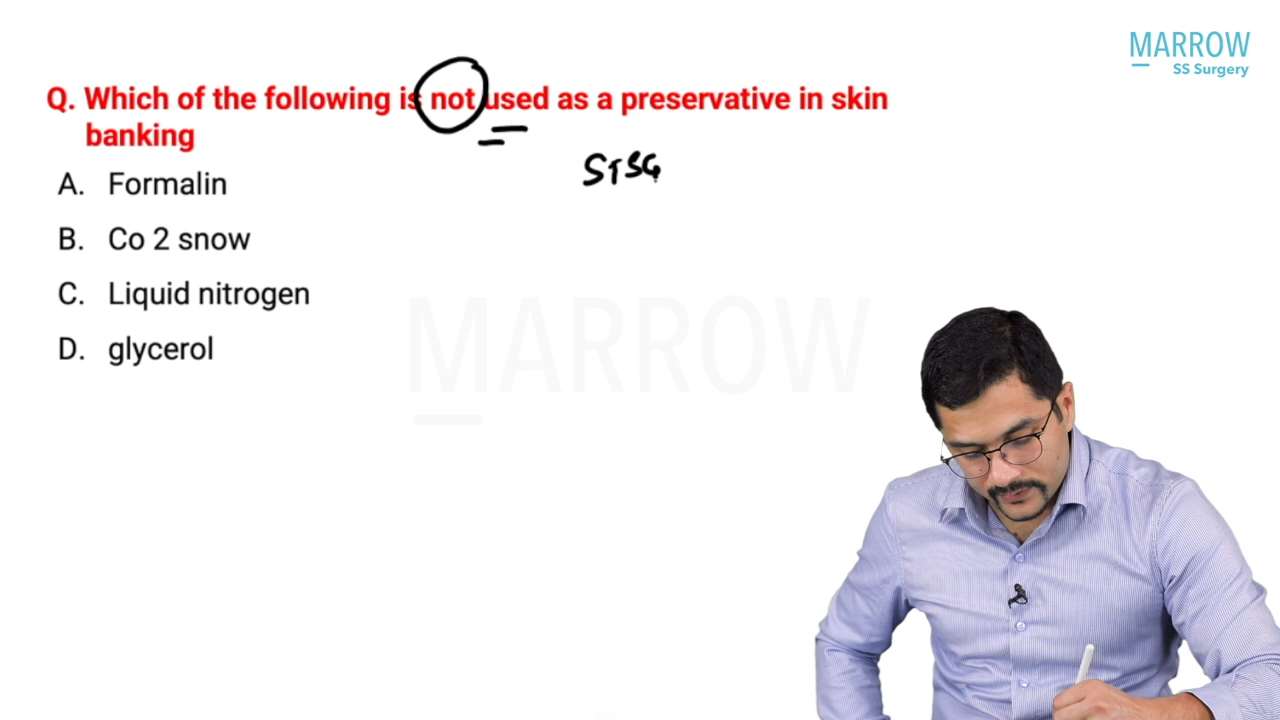 MARROW
SS Surgery
Q. Which of the following is not used as a preservative in skin
banking
STSG
A. Formalin
B. Co 2 snow
C. Liquid nitrogen
D. glycerol
MARROW